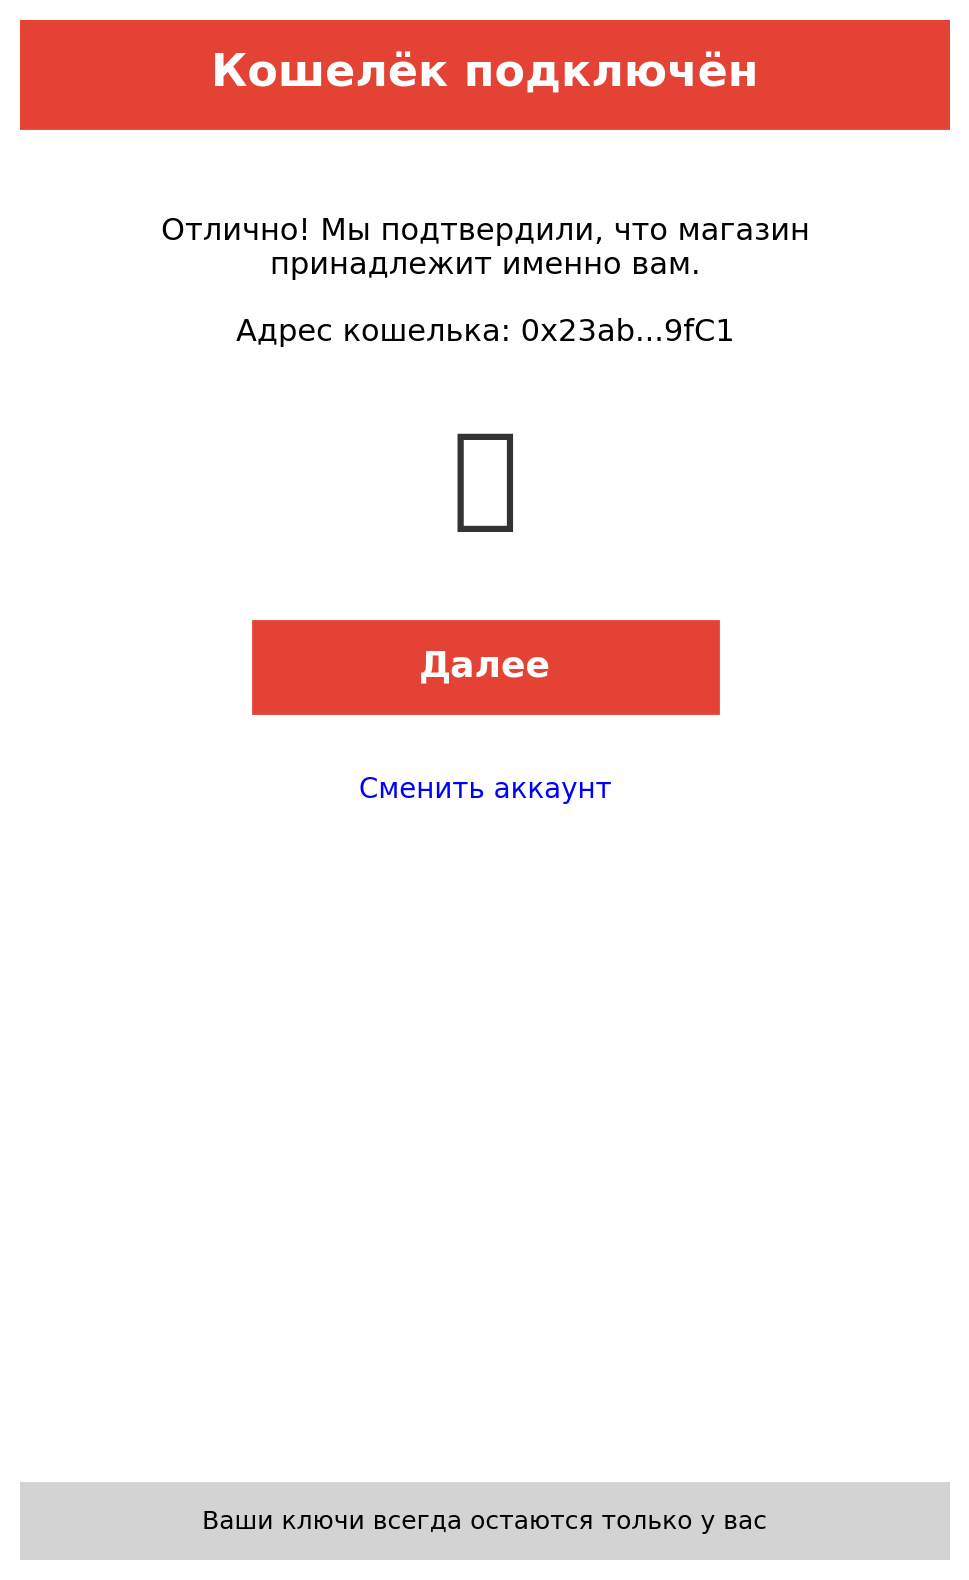 Кошелёк подключён
Отлично! Мы подтвердили, что магазин
принадлежит именно вам.
Адрес кошелька: 0x23ab...9fC1
Далее
Сменить аккаунт
Ваши ключи всегда остаются только у вас